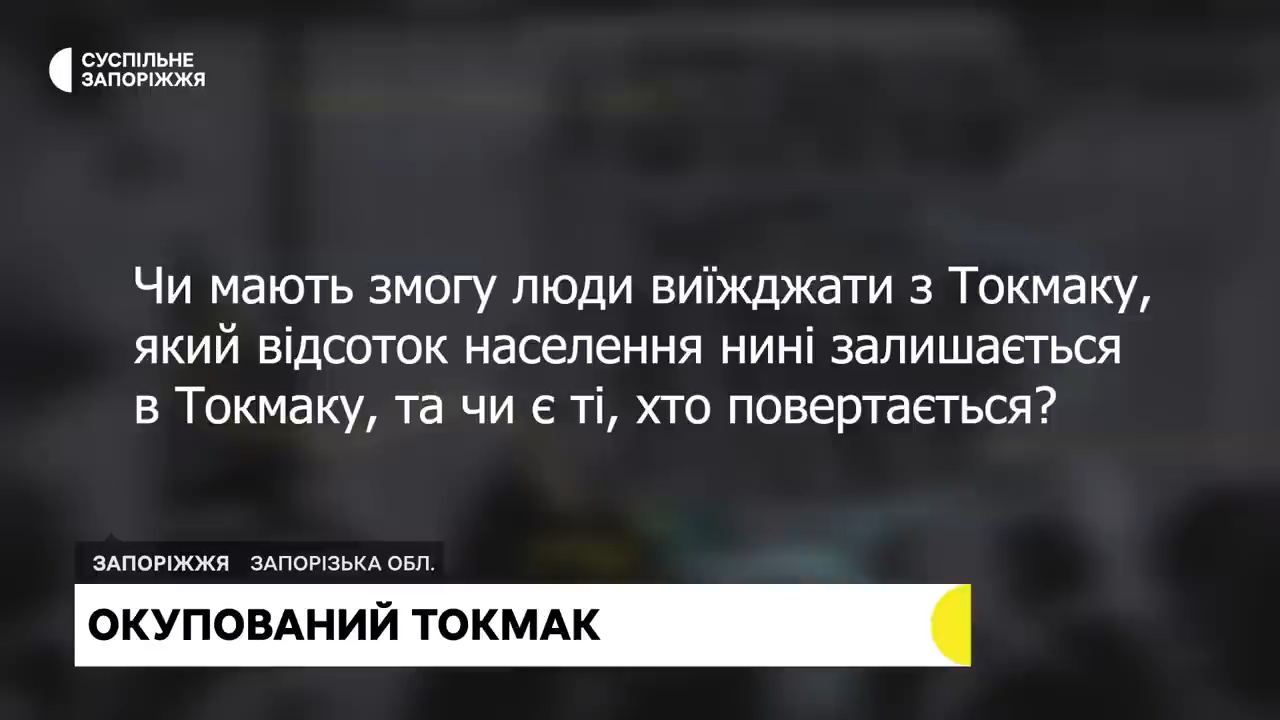 СУСПІЛЬНЕ
ЗАПОРІЖЖЯ
Чи мають змогу люди виїжджати з Токмаку,
який відсоток населення нині залишається
в Токмаку, та чи є ті, хто повертається?
ЗАПОРІЖЖЯ ЗАПОРІЗЬКА ОБЛ.
ОКУПОВАНИЙ ТОКМАК